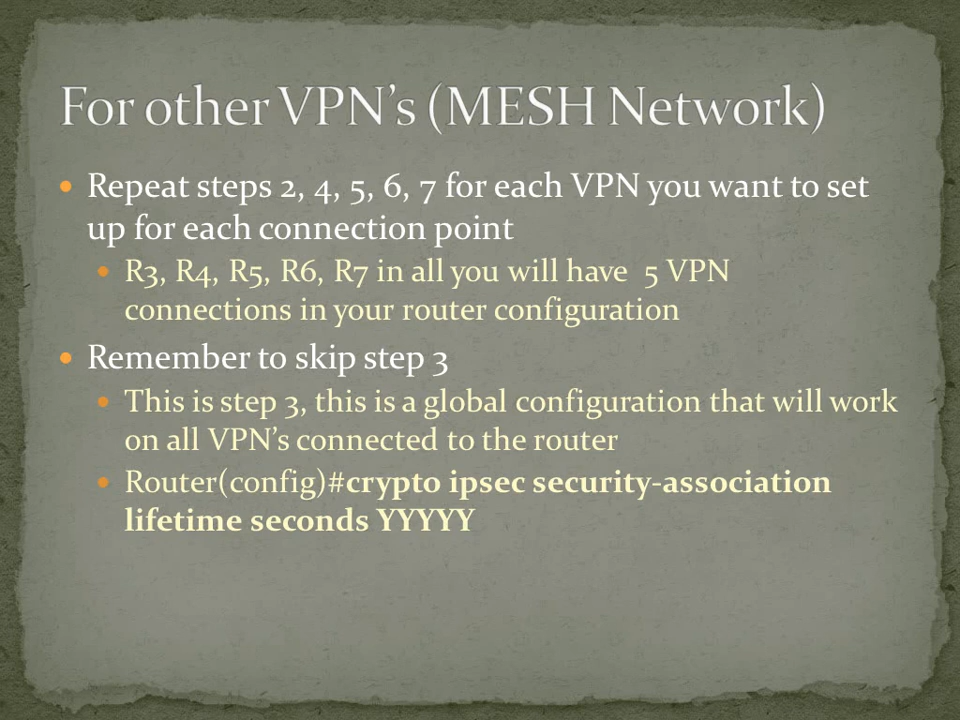 For other VPN’s (MESH Network)
Repeat steps 2, 4, 5, 6, 7 for each VPN you want to set
up for each connection point
R3, R4, R5, R6, R7 in all you will have  5 VPN
connections in your router configuration
Remember to skip step 3
This is step 3, this is a global configuration that will work
on all VPN’s connected to the router
Router(config)#crypto ipsec security-association
lifetime seconds YYYYY